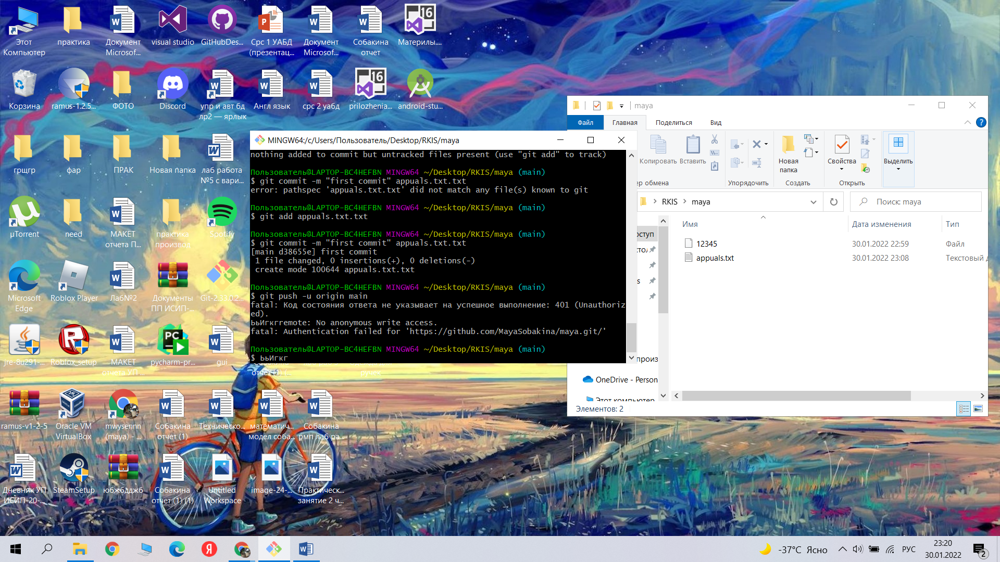 Этот Компьютер
практика
Документ Microsof...
visual studio
GitHubDes...
Срс 1 УАБД (презентац...
Документ Microsof...
Собакина отчет
Материлы....
Корзина
ramus-1.2.5...
ФОТО
Discord
упр и авт бд лр2 — ярлык
Англ язык
срс 2 уабд
prilozhenia...
android-stu...
грщгр
фар
ПРАК
Новая папка
лаб работа №5 с вари...
µTorrent
need
МАКЕТ отчета П...
практика производ
Spotify
Microsoft Edge
Roblox Player
Лаб№2
Документы ПП ИСИП-...
Git-2.33.0.2...
jre-8u291-...
Roblox_setup
МАКЕТ отчета УП ...
pycharm-pr...
gui
отчет (1) (...
ручек
ramus-v1-2-5
Oracle VM VirtualBox
mwysennn (maya) - ...
Собакина отчет (1)
Техническо...
математич... модел соба...
Собакина рмп лаб ра...
Дневник УП ИСИП-20-...
SteamSetup
юбжбдджб
Собакина отчет (1) (1)
Untitled Workspace
image-24-...
Практическ... занятие 2 ч...
MINGW64:/c/Users/Пользователь/Desktop/RKIS/maya
nothing added to commit but untracked files present (use "git add" to track)
Пользователь@LAPTOP-BC4HEFBN MINGW64 ~/Desktop/RKIS/maya (main)
$ git commit -m "first commit" appuals.txt.txt
error: pathspec 'appuals.txt.txt' did not match any file(s) known to git
Пользователь@LAPTOP-BC4HEFBN MINGW64 ~/Desktop/RKIS/maya (main)
$ git add appuals.txt.txt
Пользователь@LAPTOP-BC4HEFBN MINGW64 ~/Desktop/RKIS/maya (main)
$ git commit -m "first commit" appuals.txt.txt
[main d38655e] first commit
1 file changed, 0 insertions(+), 0 deletions(-)
create mode 100644 appuals.txt.txt
Пользователь@LAPTOP-BC4HEFBN MINGW64 ~/Desktop/RKIS/maya (main)
$ git push -u origin main
fatal: Код состояния ответа не указывает на успешное выполнение: 401 (Unauthoriz
ed).
ЬьИгкгremote: No anonymous write access.
fatal: Authentication failed for 'https://github.com/MayaSobakina/maya.git/'
Пользователь@LAPTOP-BC4HEFBN MINGW64 ~/Desktop/RKIS/maya (main)
$ ЬьИгкг
maya
Файл
Главная
Поделиться
Вид
Копировать
Вставить
W...
ер обмена
Упорядочить
Новая папка
Создать
Свойства
Открыть
Выделить
RKIS
maya
Поиск: maya
Имя
Дата изменения
Тип
12345
30.01.2022 22:59
Файл
appuals.txt
30.01.2022 23:08
Текстовый д
оступ
стол
s
произ
OneDrive - Person
Этот компьютер
Элементов: 2
-37°C Ясно
РУС
23:20
30.01.2022
2